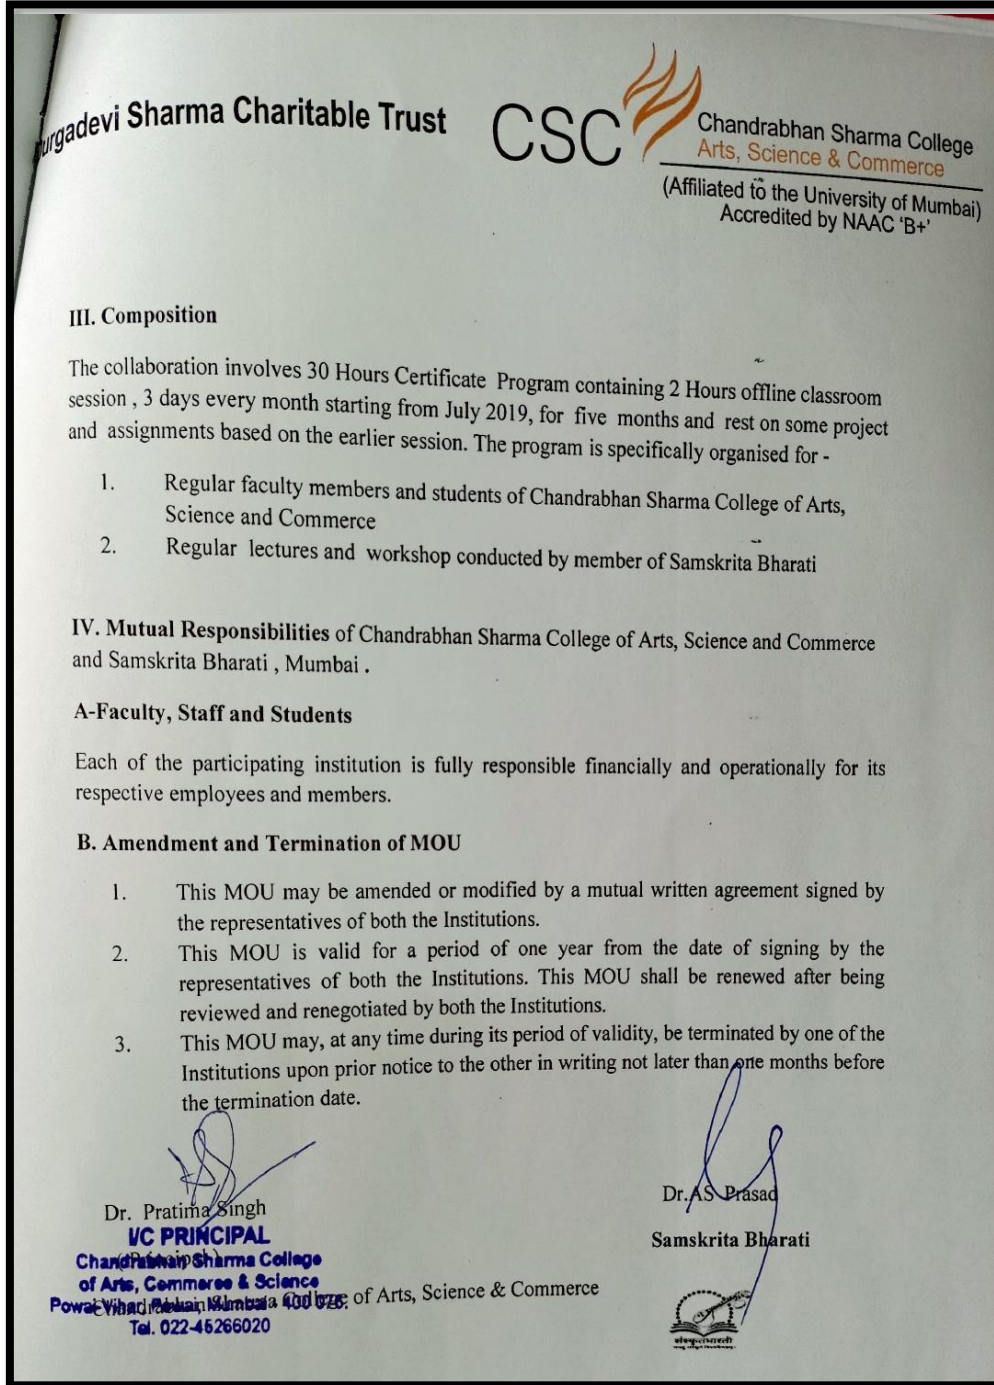 urgadevi Sharma Charitable Trust
CSC
Chandrabhan Sharma College
Arts, Science & Commerce
(Affiliated to the University of Mumbai)
Accredited by NAAC ‘B+’
III. Composition
The collaboration involves 30 Hours Certificate Program containing 2 Hours offline classroom
session , 3 days every month starting from July 2019, for five months and rest on some project
and assignments based on the earlier session. The program is specifically organised for -
1. Regular faculty members and students of Chandrabhan Sharma College of Arts,
Science and Commerce
2. Regular lectures and workshop conducted by member of Samskrita Bharati
IV. Mutual Responsibilities of Chandrabhan Sharma College of Arts, Science and Commerce
and Samskrita Bharati , Mumbai .
A-Faculty, Staff and Students
Each of the participating institution is fully responsible financially and operationally for its
respective employees and members.
B. Amendment and Termination of MOU
1. This MOU may be amended or modified by a mutual written agreement signed by
the representatives of both the Institutions.
2. This MOU is valid for a period of one year from the date of signing by the
representatives of both the Institutions. This MOU shall be renewed after being
reviewed and renegotiated by both the Institutions.
3. This MOU may, at any time during its period of validity, be terminated by one of the
Institutions upon prior notice to the other in writing not later than one months before
the termination date.
Dr. Pratima Singh
I/C PRINCIPAL
Chandrabhan Sharma College
of Arts, Commerce & Science
Powai Vihar, Powai, Mumbai - 400 076.
Tel. 022-45266020
College of Arts, Science & Commerce
Dr.AS Prasad
Samskrita Bharati
संस्कृतभारती